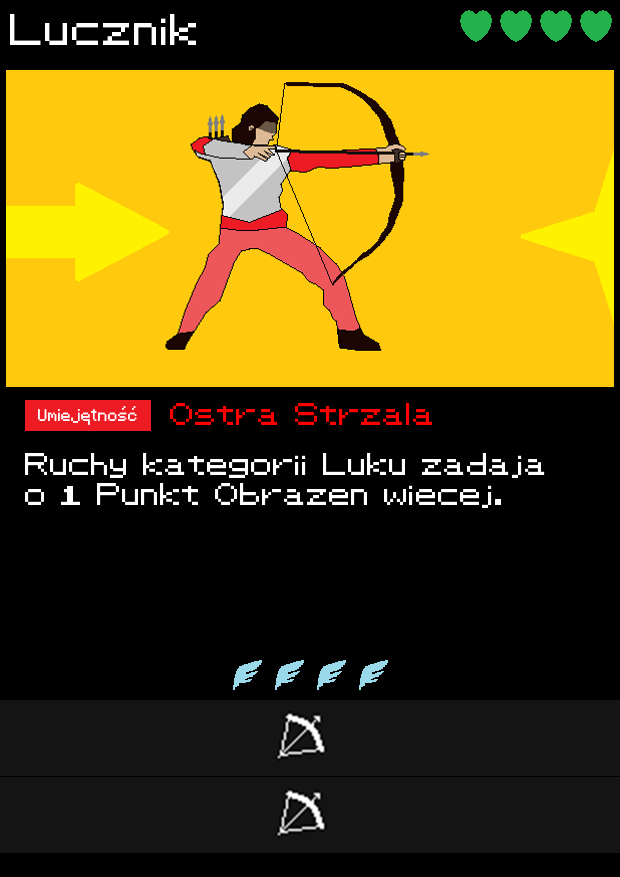 Lucznik
Umiejętność Ostra Strzala
Ruchy kategorii Luku zadaja
o 1 Punkt Obrazen wiecej.